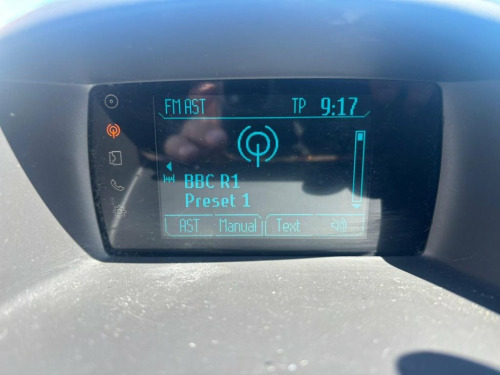 FM AST TP 9:17
BBC R1
Preset 1
AST Manual Text